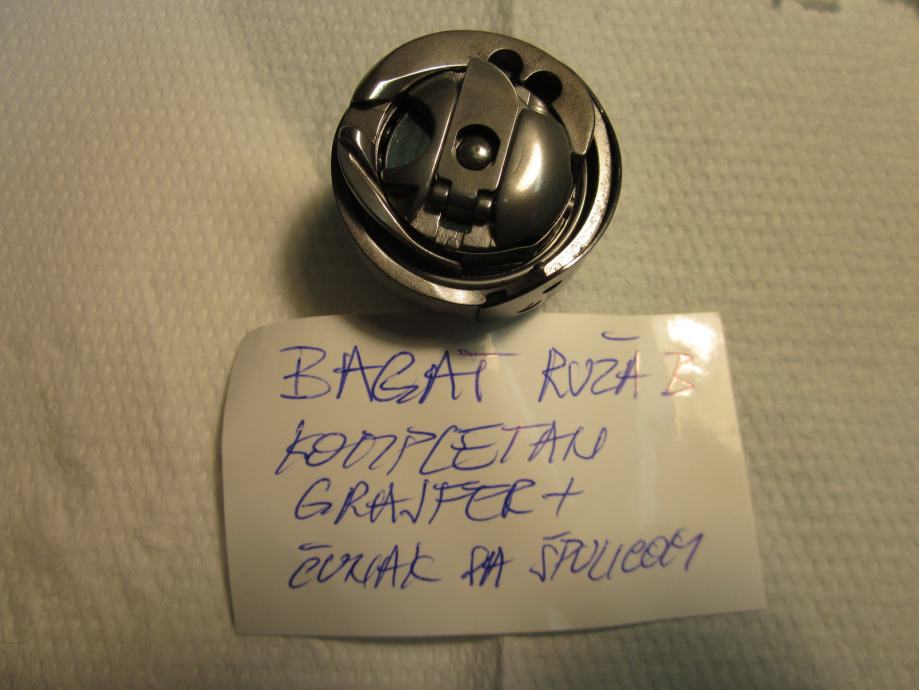 BAGAT RUŽA B
KOMPLETAN
GRAJFER +
ČUNAK SA ŠPULICOM